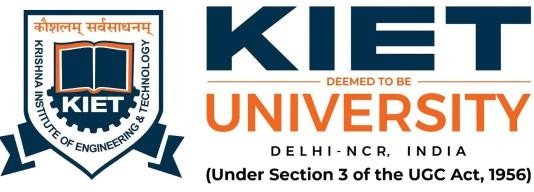 कौशलम् सर्वसाधनम्
KRISHNA INSTITUTE OF ENGINEERING & TECHNOLOGY
KIET
KIET
DEEMED TO BE
UNIVERSITY
DELHI-NCR, INDIA
(Under Section 3 of the UGC Act, 1956)